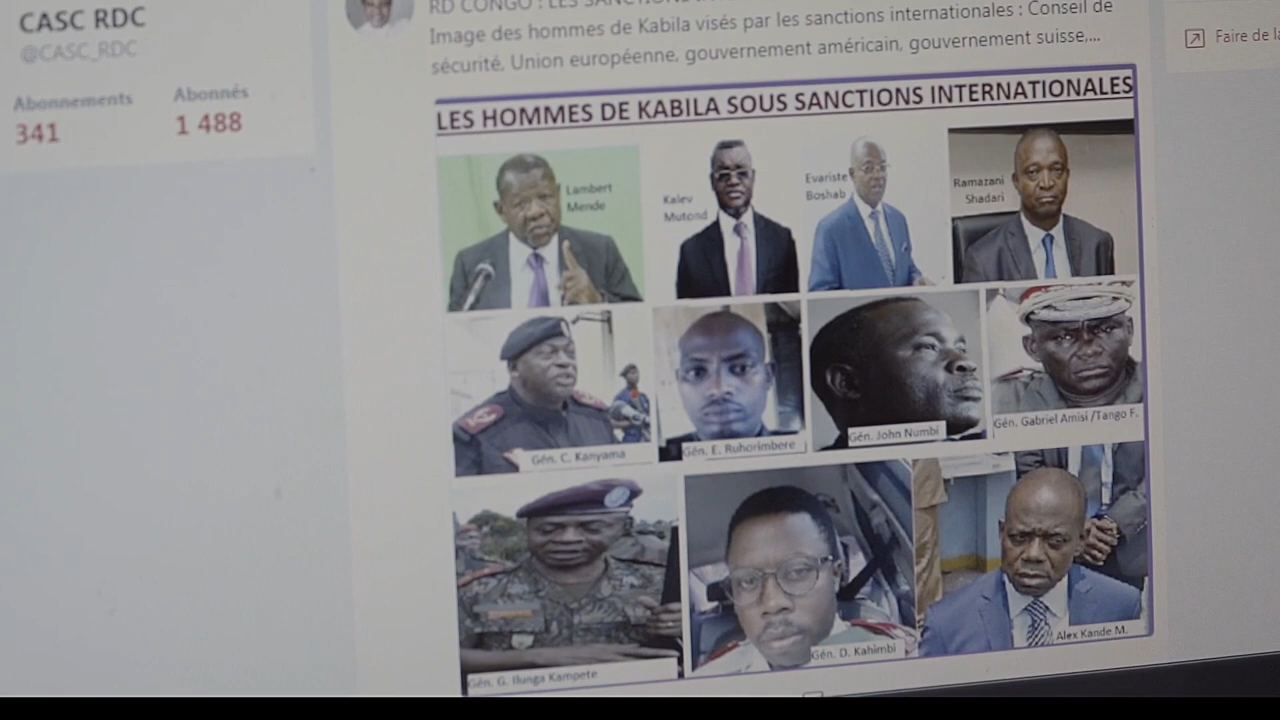 CASC RDC
@CASC_RDC
Abonnements
Abonnés
341
1 488
RD CONGO : LES SANCTIONS
Image des hommes de Kabila visés par les sanctions internationales : Conseil de
sécurité, Union européenne, gouvernement américain, gouvernement suisse,...
Faire de la
LES HOMMES DE KABILA SOUS SANCTIONS INTERNATIONALES
Lambert
Mende
Kalev
Mutond
Evariste
Boshab
Ramazani
Shadari
Gén. C. Kanyama
Gén. E. Ruhorimbere
Gén. John Numbi
Gén. Gabriel Amisi /Tango F.
Gén. G. Ilunga Kampete
Gén. D. Kahimbi
Alex Kande M.